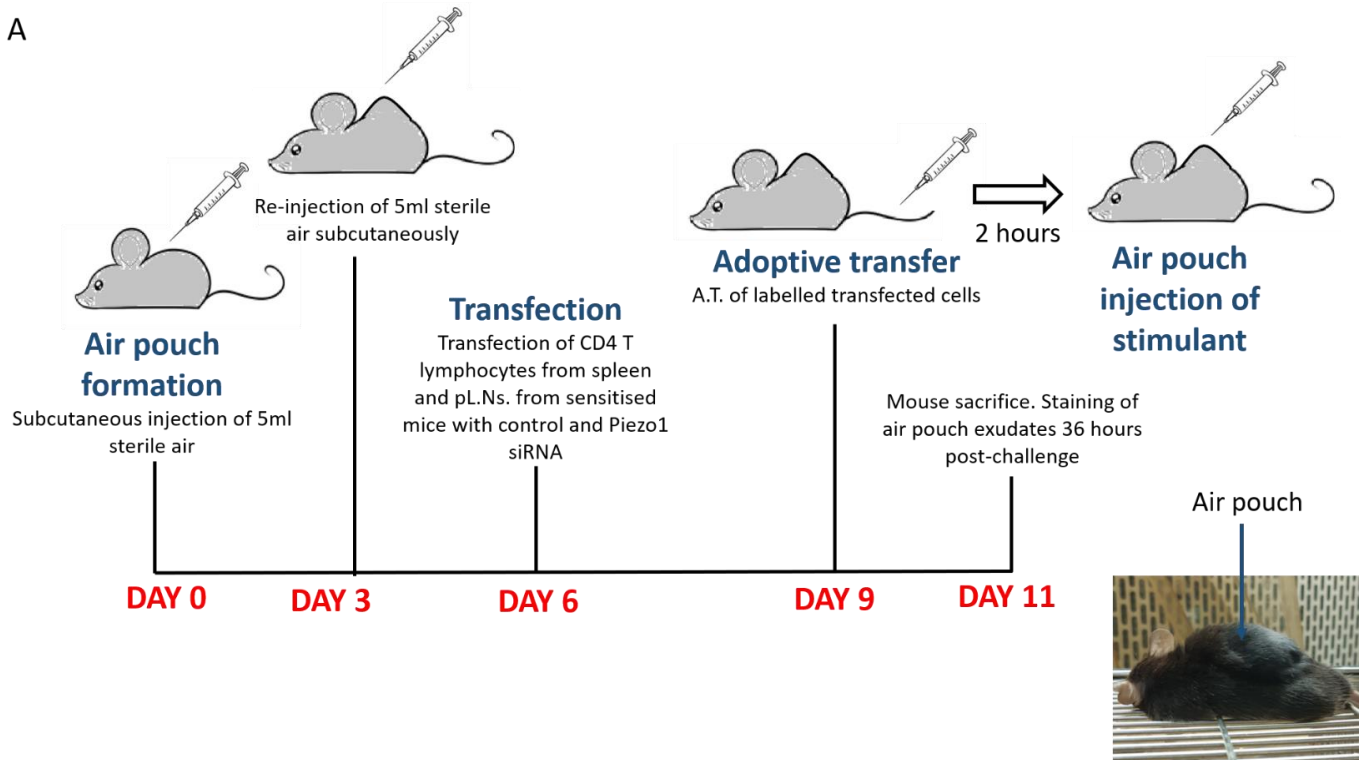 A
Re-injection of 5ml sterile
air subcutaneously
Air pouch
formation
Subcutaneous injection of 5ml
sterile air
Transfection
Transfection of CD4 T
lymphocytes from spleen
and pL.Ns. from sensitised
mice with control and Piezo1
siRNA
Adoptive transfer
A.T. of labelled transfected cells
2 hours
Air pouch
injection of
stimulant
Mouse sacrifice. Staining of
air pouch exudates 36 hours
post-challenge
Air pouch
DAY 0
DAY 3
DAY 6
DAY 9
DAY 11